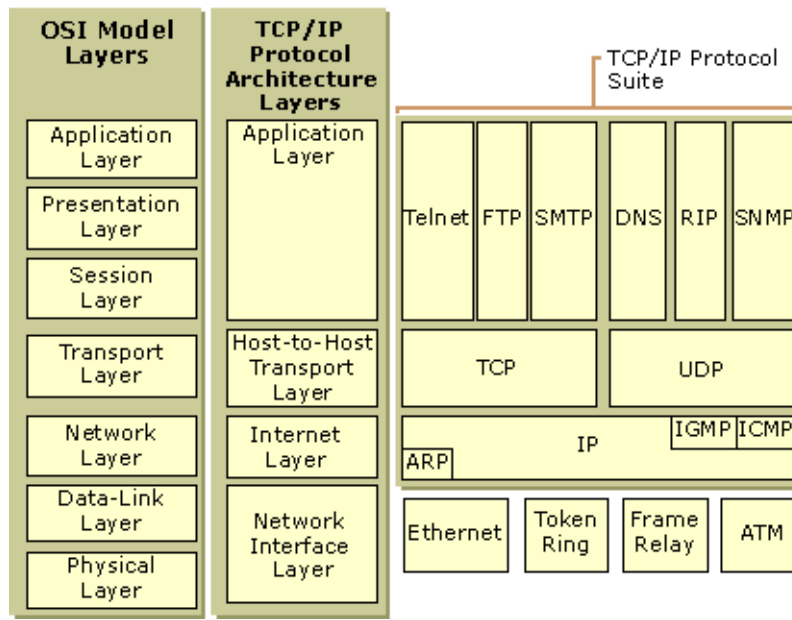 OSI Model
Layers
Application
Layer
Presentation
Layer
Session
Layer
Transport
Layer
Network
Layer
Data-Link
Layer
Physical
Layer
TCP/IP
Protocol
Architecture
Layers
Application
Layer
Host-to-Host
Transport
Layer
Internet
Layer
Network
Interface
Layer
TCP/IP Protocol
Suite
Telnet FTP SMTP DNS RIP SNMP
TCP UDP
IP IGMP ICMP
ARP
Ethernet
Token
Ring
Frame
Relay
ATM